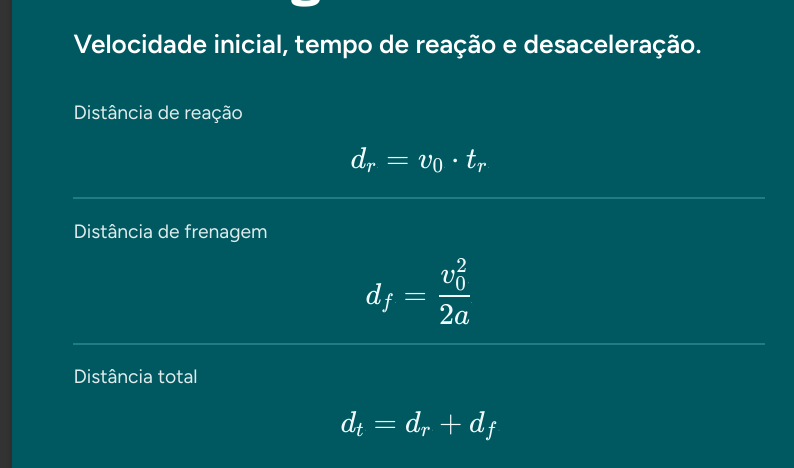 Velocidade inicial, tempo de reação e desaceleração.
Distância de reação
d_r = v_0 · t_r
Distância de frenagem
d_f = \frac{v_0^2}{2a}
Distância total
d_t = d_r + d_f